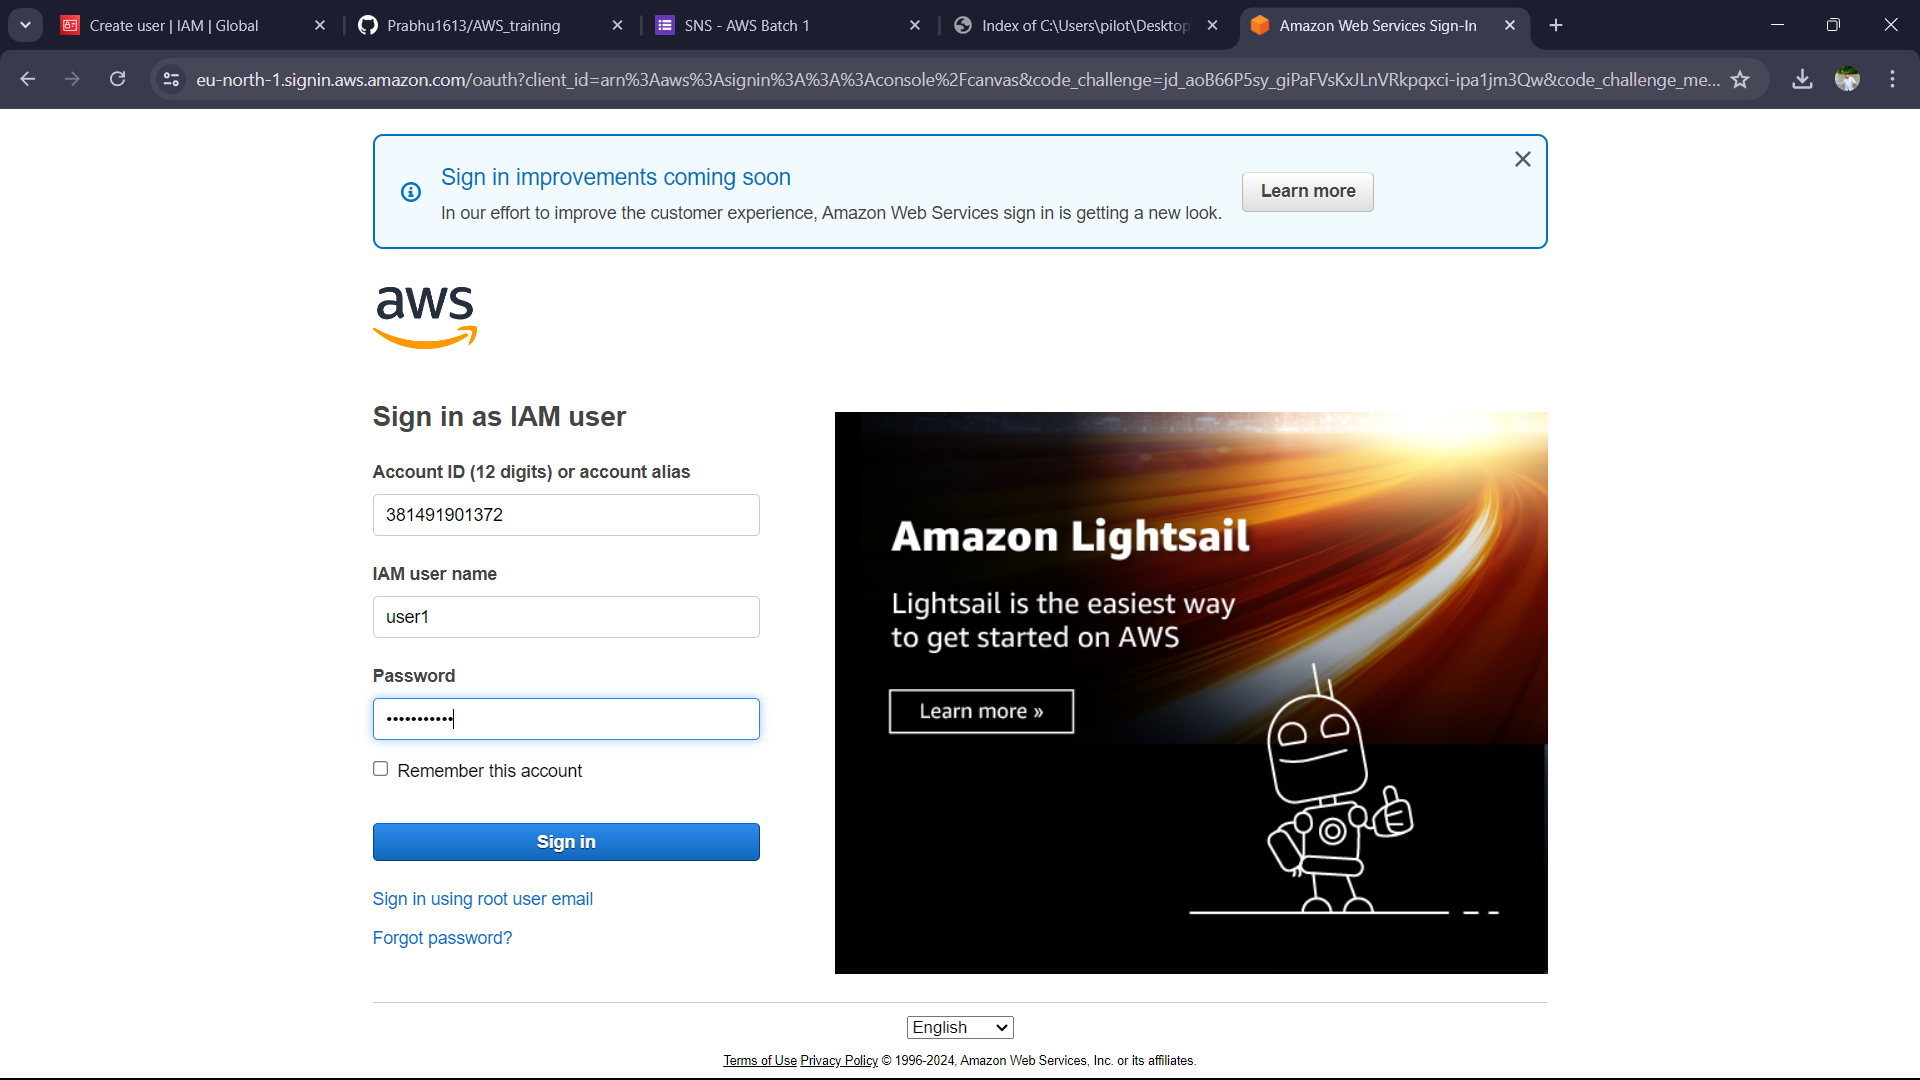 Create user | IAM | Global
Prabhu1613/AWS_training
SNS - AWS Batch 1
Index of C:\Users\pilot\Desktop
Amazon Web Services Sign-In
eu-north-1.signin.aws.amazon.com/oauth?client_id=arn%3Aaws%3Asignin%3A%3A%3Aconsole%2Fcanvas&code_challenge=jd_aoB66P5sy_giPaFVsKxJLnVRkpqxci-ipa1jm3Qw&code_challenge_me...
Sign in improvements coming soon
In our effort to improve the customer experience, Amazon Web Services sign in is getting a new look.
Learn more
aws
Sign in as IAM user
Account ID (12 digits) or account alias
381491901372
IAM user name
user1
Password
•••••••••••
Remember this account
Sign in
Sign in using root user email
Forgot password?
Amazon Lightsail
Lightsail is the easiest way
to get started on AWS
Learn more »
English
Terms of Use Privacy Policy © 1996-2024, Amazon Web Services, Inc. or its affiliates.